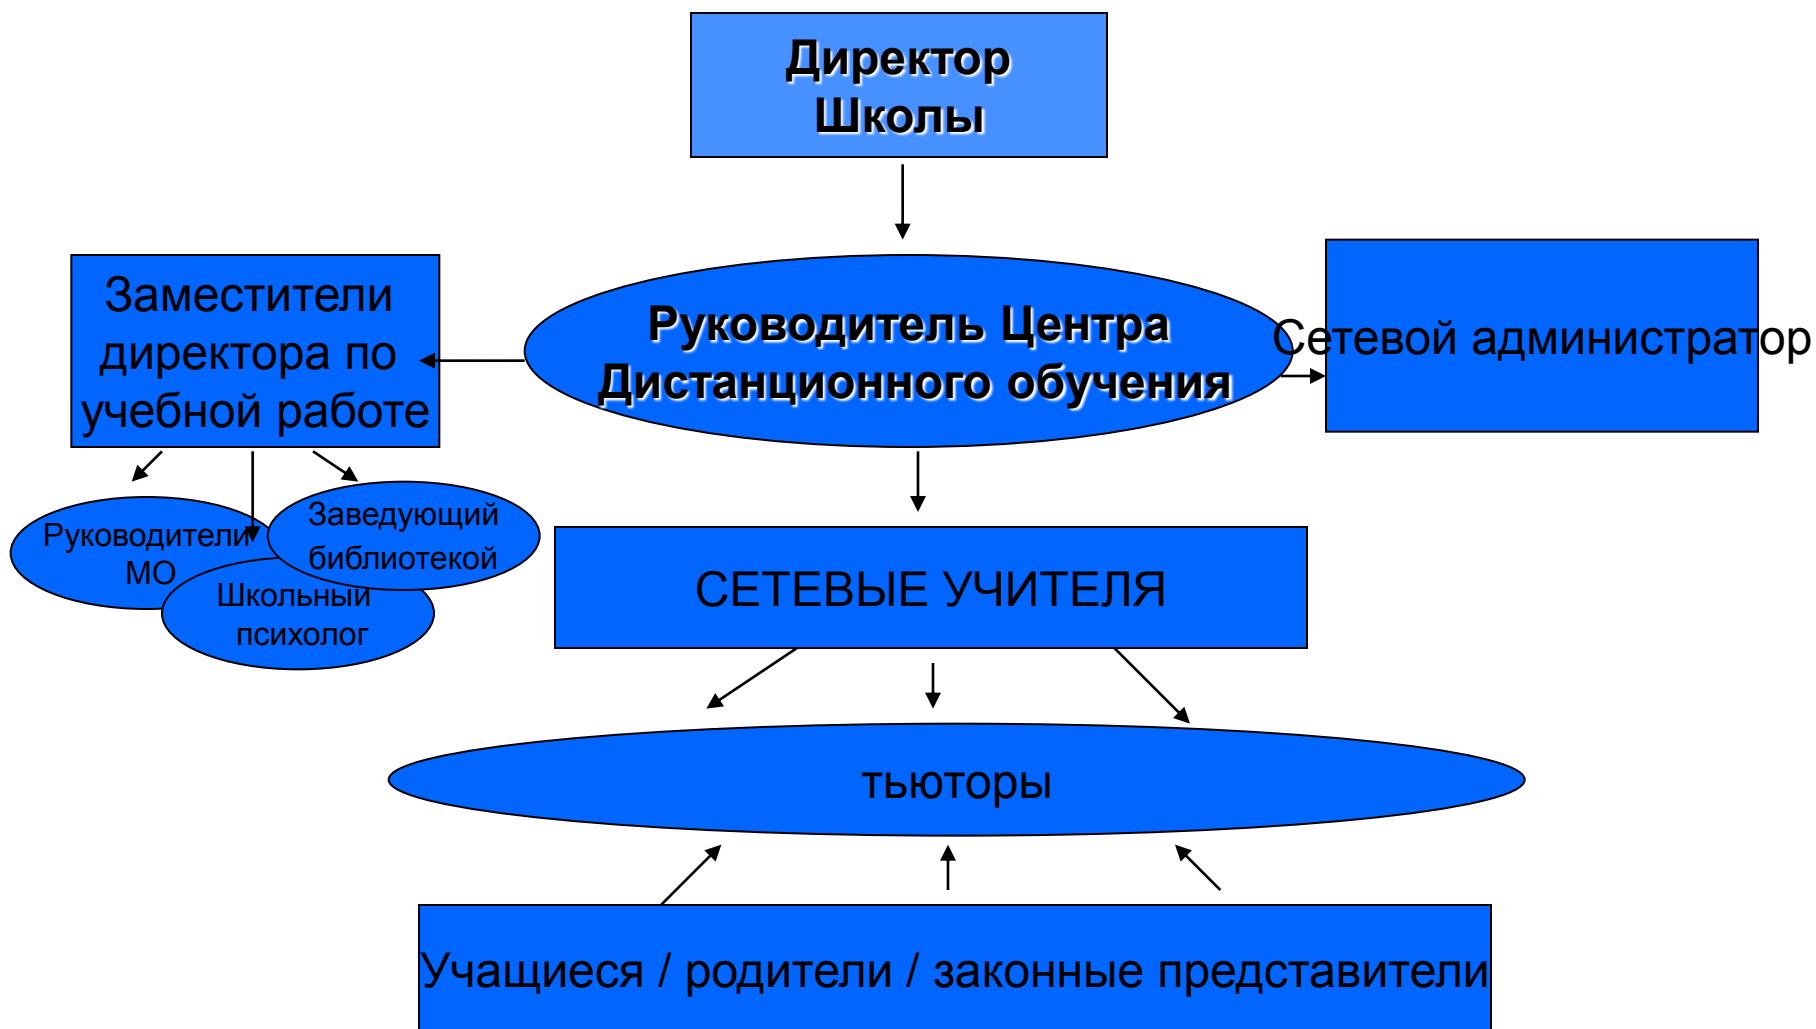 Директор
Школы
Заместители
директора по
учебной работе
Руководитель Центра
Дистанционного обучения
Сетевой администратор
Руководители
МО
Заведующий
библиотекой
Школьный
психолог
СЕТЕВЫЕ УЧИТЕЛЯ
тьюторы
Учащиеся / родители / законные представители